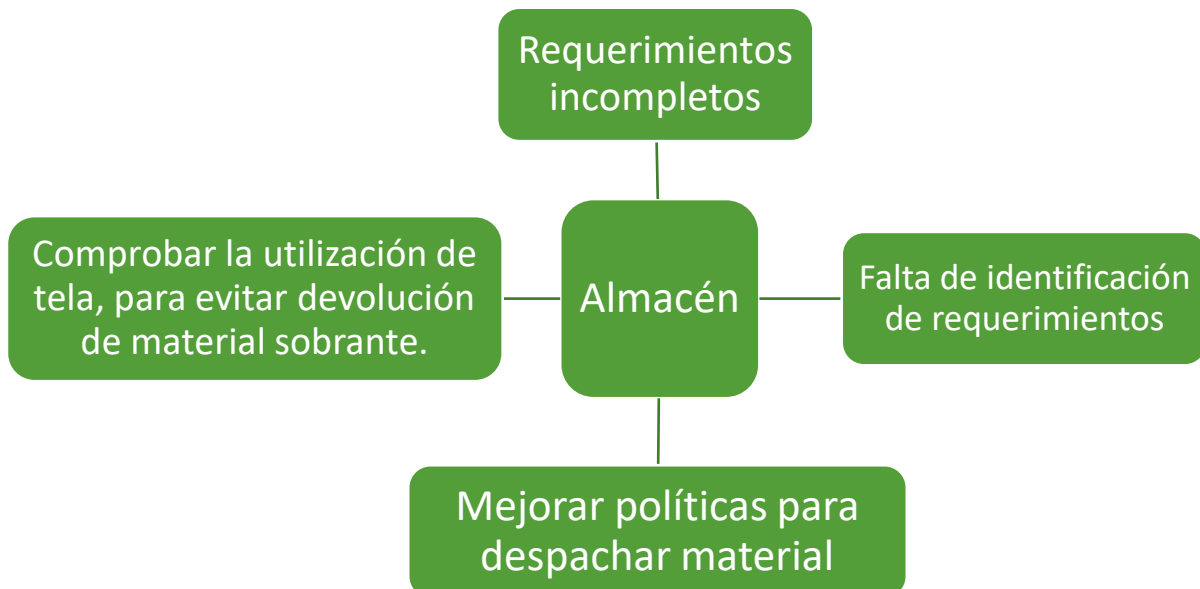 Requerimientos
incompletos
Comprobar la utilización de
tela, para evitar devolución
de material sobrante.
Almacén
Falta de identificación
de requerimientos
Mejorar políticas para
despachar material